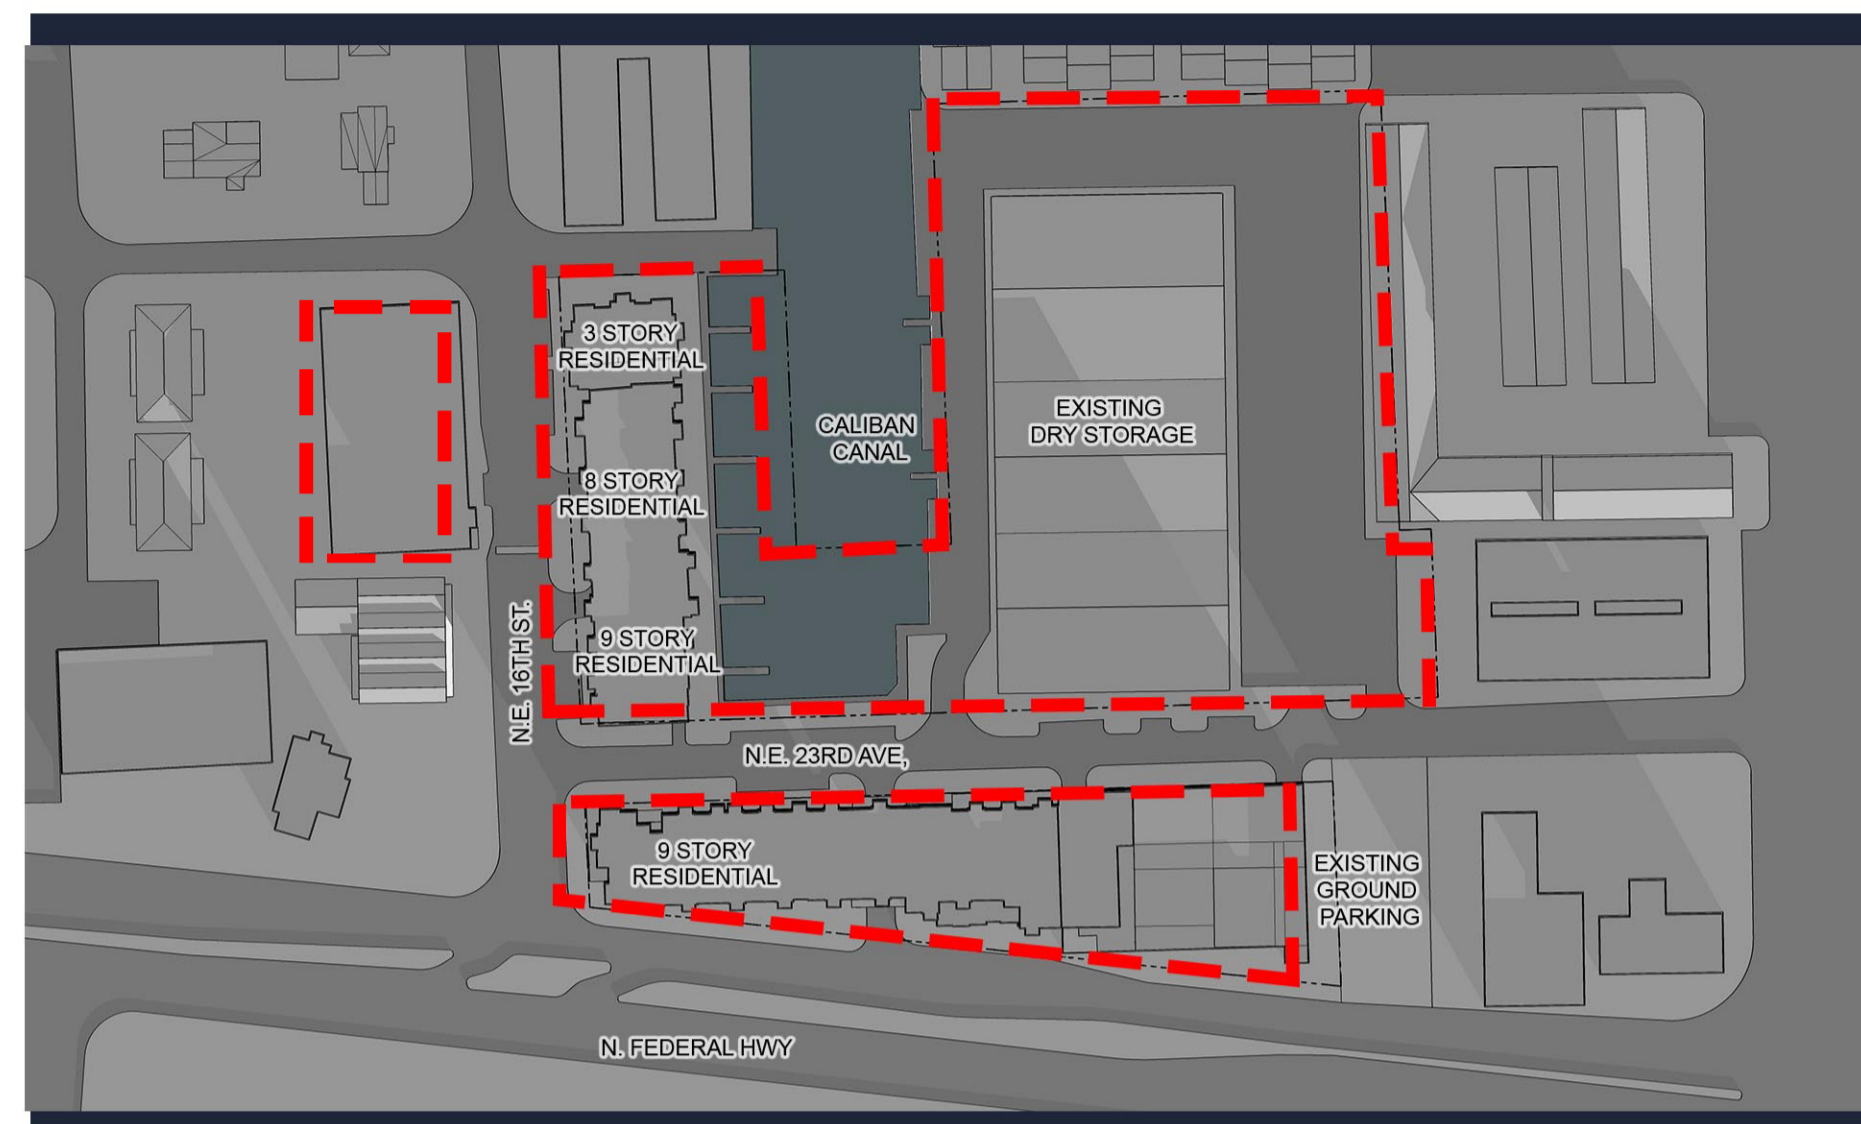 3 STORY
RESIDENTIAL
8 STORY
RESIDENTIAL
9 STORY
RESIDENTIAL
CALIBAN
CANAL
EXISTING
DRY STORAGE
N.E. 16TH ST.
N.E. 23RD AVE,
9 STORY
RESIDENTIAL
EXISTING
GROUND
PARKING
N. FEDERAL HWY